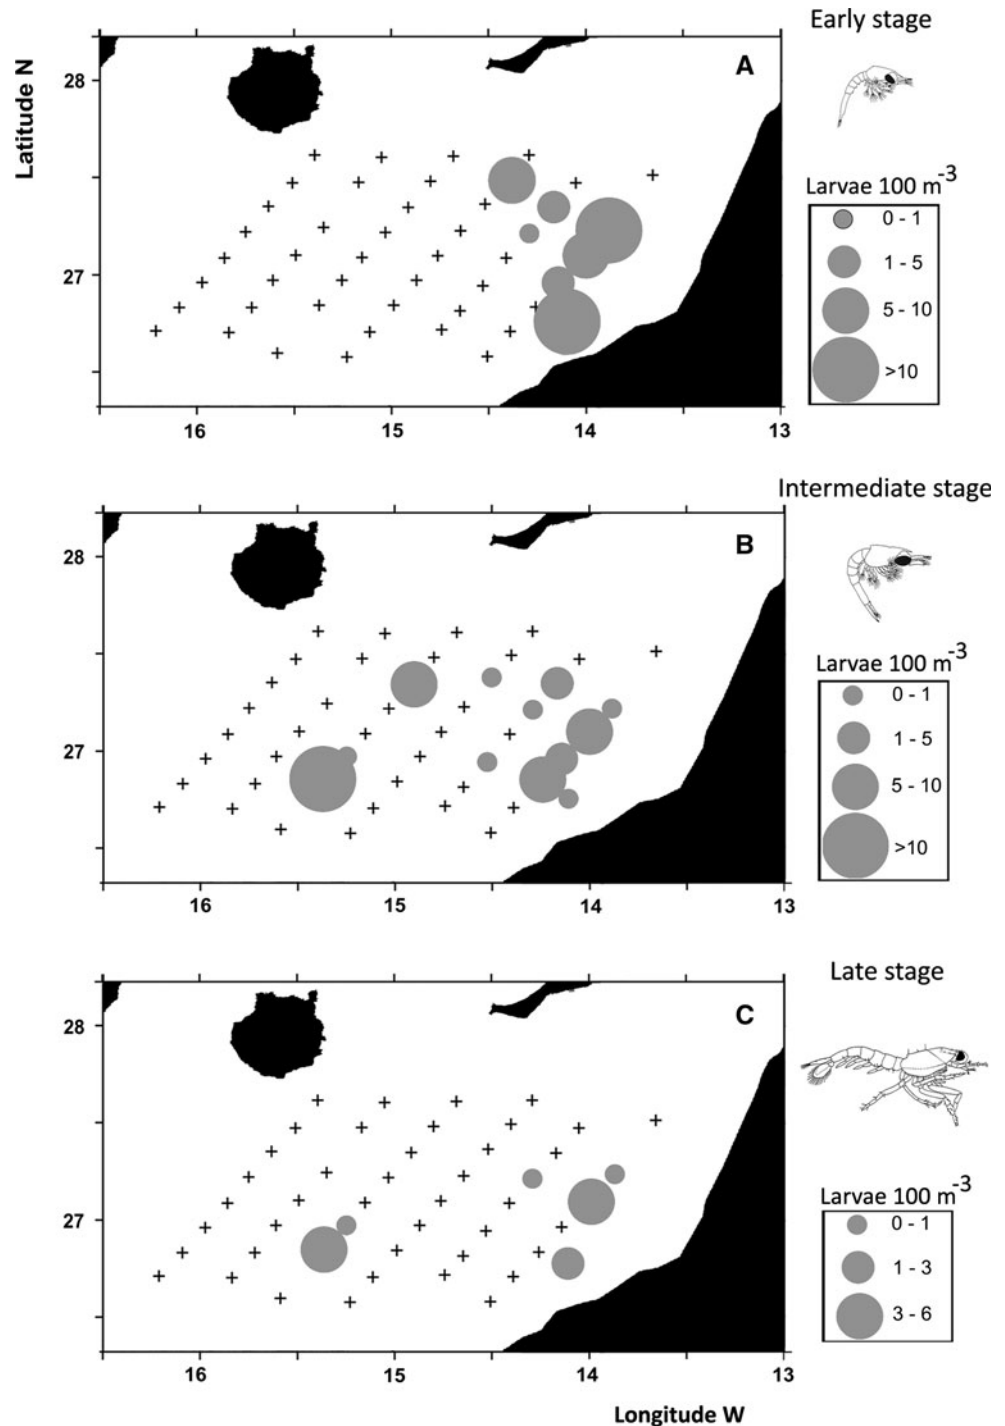 Early stage
A
Latitude N
28
27
Larvae 100 m-3
0 - 1
1 - 5
5 - 10
>10
16
15
14
13
Intermediate stage
B
28
27
Larvae 100 m-3
0 - 1
1 - 5
5 - 10
>10
16
15
14
13
Late stage
C
28
27
Larvae 100 m-3
0 - 1
1 - 3
3 - 6
16
15
14
13
Longitude W